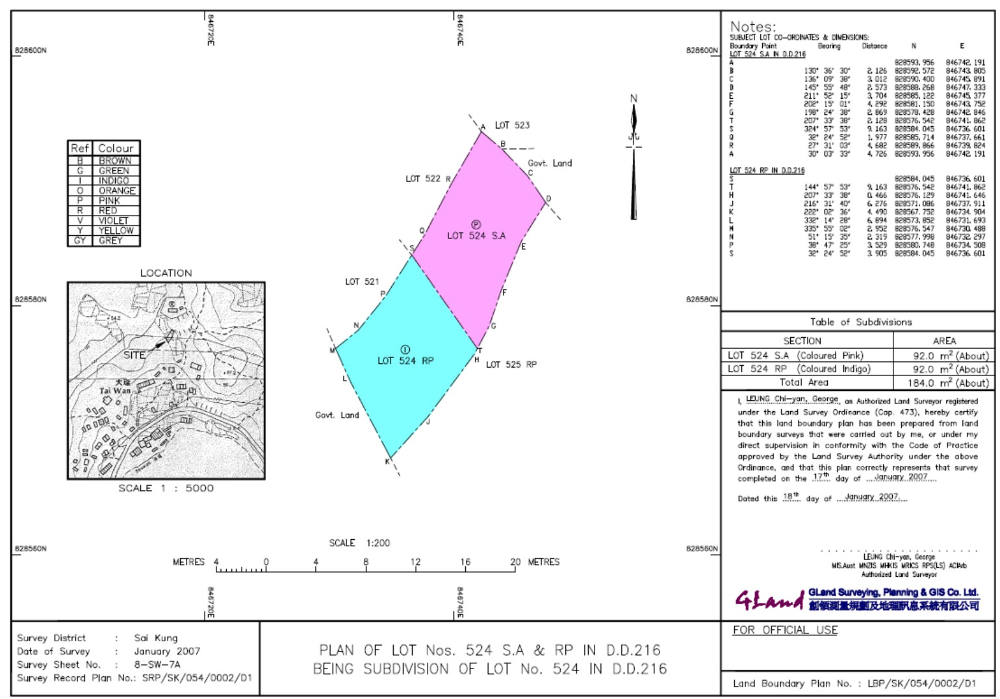 846720E
846740E
828600N
828600N
N
A LOT 523
B
Govt. Land
C
LOT 522 R
D
P
Q
LOT 524 S.A
S
E
LOT 521
P
F
828580N
828580N
N
G
M
I
T
LOT 524 RP
H LOT 525 RP
L
Govt. Land
J
K
Ref Colour
B BROWN
G GREEN
I INDIGO
O ORANGE
P PINK
R RED
V VIOLET
Y YELLOW
GY GREY
LOCATION
SITE
大環
Tai Wan
SCALE 1 : 5000
828560N
828560N
SCALE 1:200
METRES 4 0 4 8 12 16 20 METRES
846720E
846740E
Notes:
SUBJECT LOT CO-ORDINATES & DIMENSIONS:
Boundary Point Bearing Distance N E
LOT 524 S.A IN D.D.216
A 828593.956 846742.191
B 130° 36' 30" 2.126 828592.572 846743.805
C 136° 09' 38" 3.012 828590.400 846745.891
D 145° 55' 48" 2.573 828588.268 846747.333
E 211° 52' 15" 3.704 828585.122 846745.377
F 202° 15' 01" 4.292 828581.150 846743.752
G 198° 24' 38" 2.869 828578.428 846742.846
T 207° 33' 38" 2.128 828576.542 846741.862
S 324° 57' 53" 9.163 828584.045 846736.601
Q 32° 24' 52" 1.977 828585.714 846737.661
R 27° 31' 03" 4.682 828589.866 846739.824
A 30° 03' 33" 4.726 828593.956 846742.191
LOT 524 RP IN D.D.216
S 828584.045 846736.601
T 144° 57' 53" 9.163 828576.542 846741.862
H 207° 33' 38" 0.466 828576.129 846741.646
J 216° 31' 40" 6.276 828571.086 846737.911
K 222° 02' 36" 4.490 828567.752 846734.904
L 332° 14' 28" 6.894 828573.852 846731.693
M 335° 55' 02" 2.952 828576.547 846730.488
N 51° 15' 35" 2.319 828577.998 846732.297
P 38° 47' 25" 3.529 828580.748 846734.508
S 32° 24' 52" 3.905 828584.045 846736.601
Table of Subdivisions
SECTION AREA
LOT 524 S.A (Coloured Pink) 92.0 m² (About)
LOT 524 RP (Coloured Indigo) 92.0 m² (About)
Total Area 184.0 m² (About)
I, LEUNG Chi-yan, George, an Authorized Land Surveyor registered
under the Land Survey Ordinance (Cap. 473), hereby certify
that this land boundary plan has been prepared from land
boundary surveys that were carried out by me, or under my
direct supervision in conformity with the Code of Practice
approved by the Land Survey Authority under the above
Ordinance, and that this plan correctly represents that survey
completed on the 17th day of January 2007
Dated this 18th day of January 2007.
LEUNG Chi-yan, George
MIS.Aust MNZIS MHKIS MRICS RPS(LS) ACIArb
Authorized Land Surveyor
GLand GLand Surveying, Planning & GIS Co. Ltd.
創領測量規劃及地理訊息系統有限公司
FOR OFFICIAL USE
Land Boundary Plan No. : LBP/SK/054/0002/D1
Survey District : Sai Kung
Date of Survey : January 2007
Survey Sheet No. : 8-SW-7A
Survey Record Plan No.: SRP/SK/054/0002/D1
PLAN OF LOT Nos. 524 S.A & RP IN D.D.216
BEING SUBDIVISION OF LOT No. 524 IN D.D.216